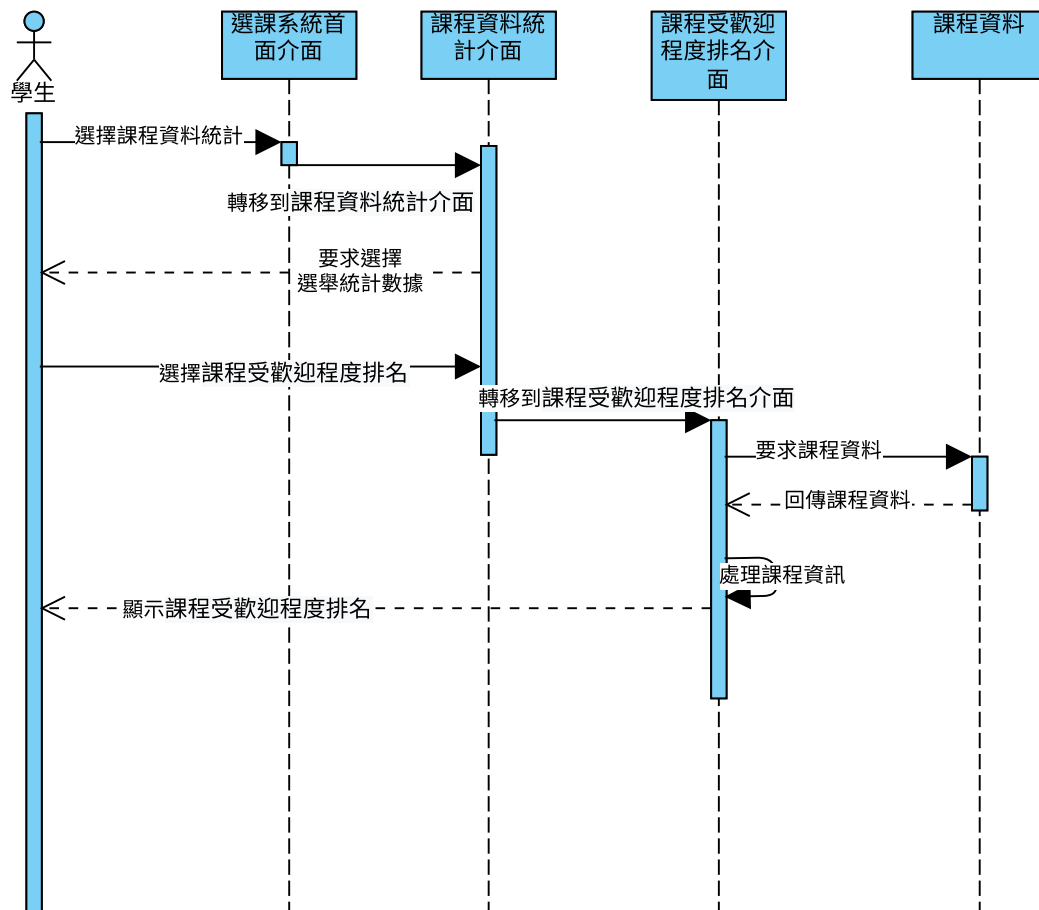 選課系統首
面介面
課程資料統
計介面
課程受歡迎
程度排名介
面
課程資料
學生
選擇課程資料統計
轉移到課程資料統計介面
要求選擇
選舉統計數據
選擇課程受歡迎程度排名
轉移到課程受歡迎程度排名介面
要求課程資料
回傳課程資料
處理課程資訊
顯示課程受歡迎程度排名